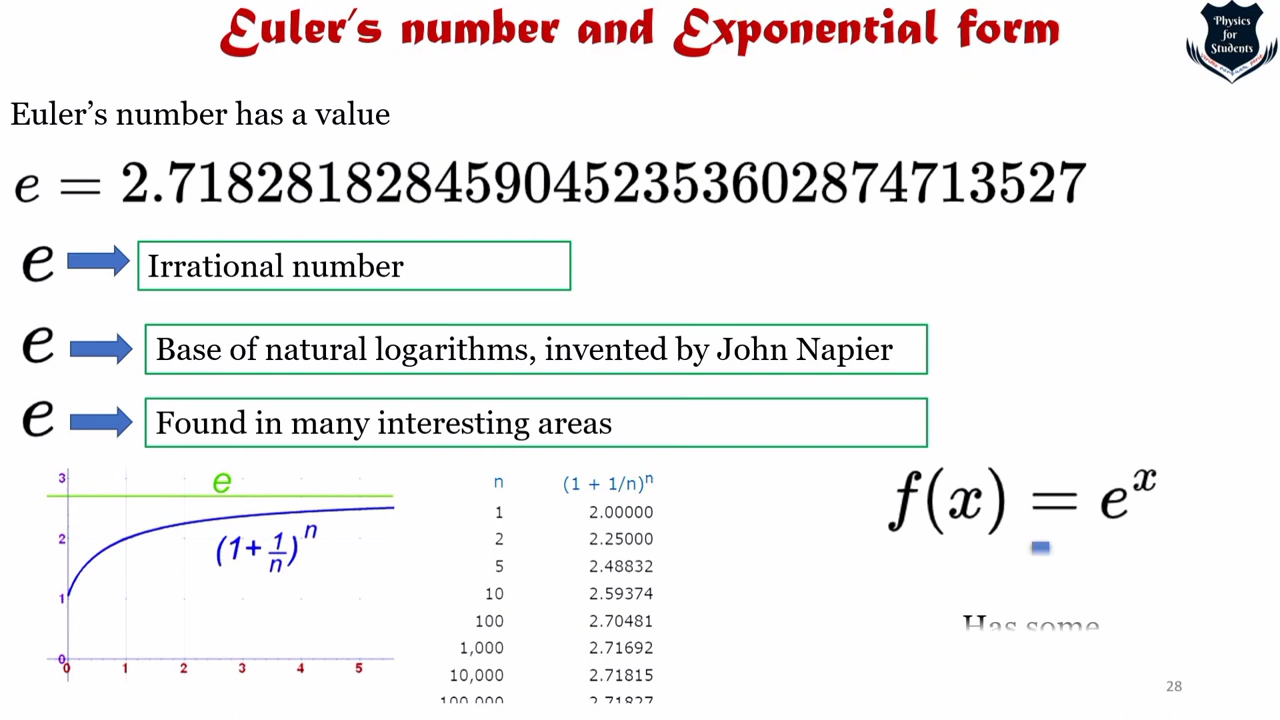 Euler's number and Exponential form
Physics
for
Students
Euler's number has a value
e = 2.7182818284590452353602874713527
e Irrational number
e Base of natural logarithms, invented by John Napier
e Found in many interesting areas
3
2
1
0
0 1 2 3 4 5
e
(1+1/n)^n
n (1 + 1/n)^n
1 2.00000
2 2.25000
5 2.48832
10 2.59374
100 2.70481
1,000 2.71692
10,000 2.71815
100,000 2.71827
f(x) = e^x
Has some
28